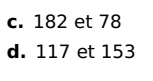 c. 182 et 78
d. 117 et 153